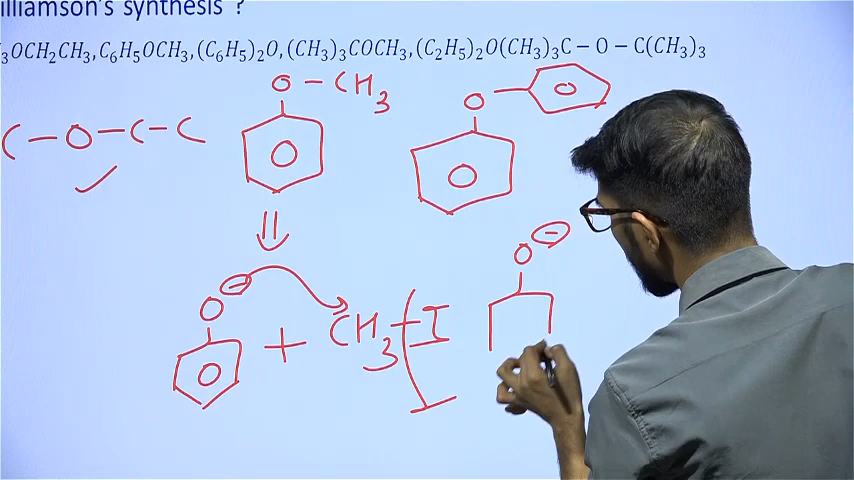 illiamson's synthesis ?
₃OCH₂CH₃, C₆H₅OCH₃, (C₆H₅)₂O, (CH₃)₃COCH₃, (C₂H₅)₂O(CH₃)₃C – O – C(CH₃)₃
C – O – C – C
O – CH₃
O
O
O
O
⊖
O
⊖
O
O
+ CH₃ – I